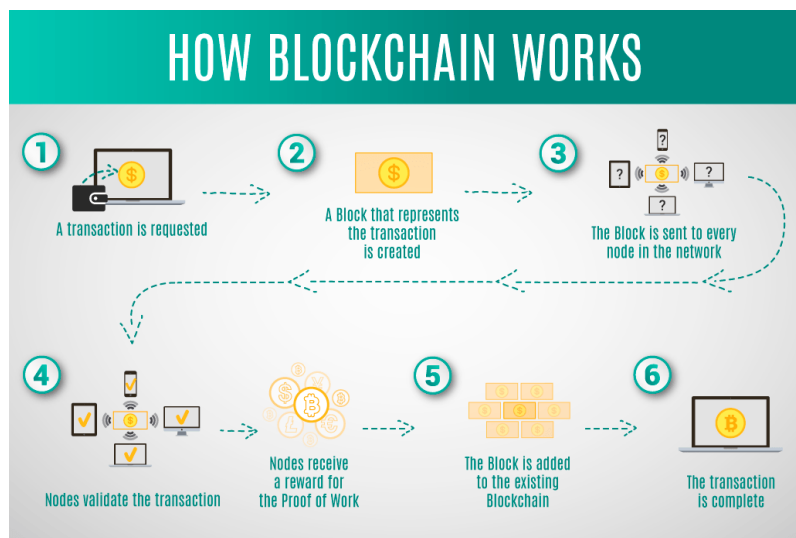 HOW BLOCKCHAIN WORKS
1
A transaction is requested
2
A Block that represents
the transaction
is created
3
? ? ? ?
The Block is sent to every
node in the network
4
Nodes validate the transaction
Nodes receive
a reward for
the Proof of Work
5
The Block is added
to the existing
Blockchain
6
The transaction
is complete